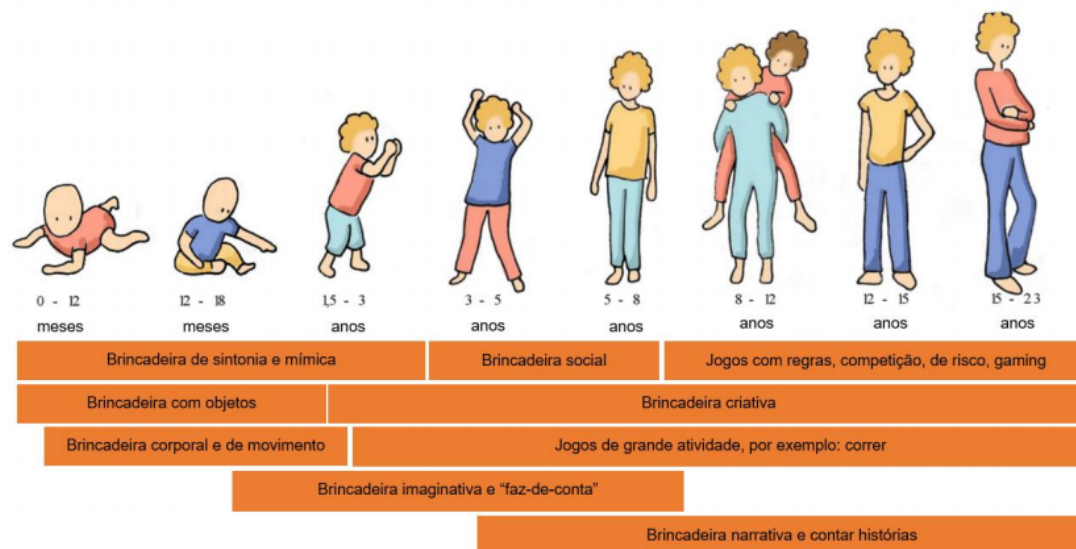 0 - 12
meses
12 - 18
meses
1,5 - 3
anos
3 - 5
anos
5 - 8
anos
8 - 12
anos
12 - 15
anos
15 - 23
anos
Brincadeira de sintonia e mímica
Brincadeira social
Jogos com regras, competição, de risco, gaming
Brincadeira com objetos
Brincadeira criativa
Brincadeira corporal e de movimento
Jogos de grande atividade, por exemplo: correr
Brincadeira imaginativa e “faz-de-conta”
Brincadeira narrativa e contar histórias